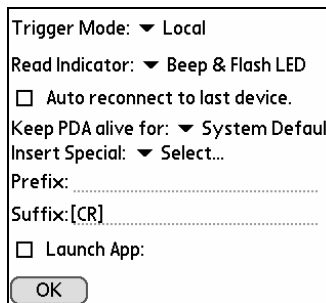 Trigger Mode: Local
Read Indicator: Beep & Flash LED
Auto reconnect to last device.
Keep PDA alive for: System Defaul
Insert Special: Select...
Prefix:
Suffix:[CR]
Launch App:
OK